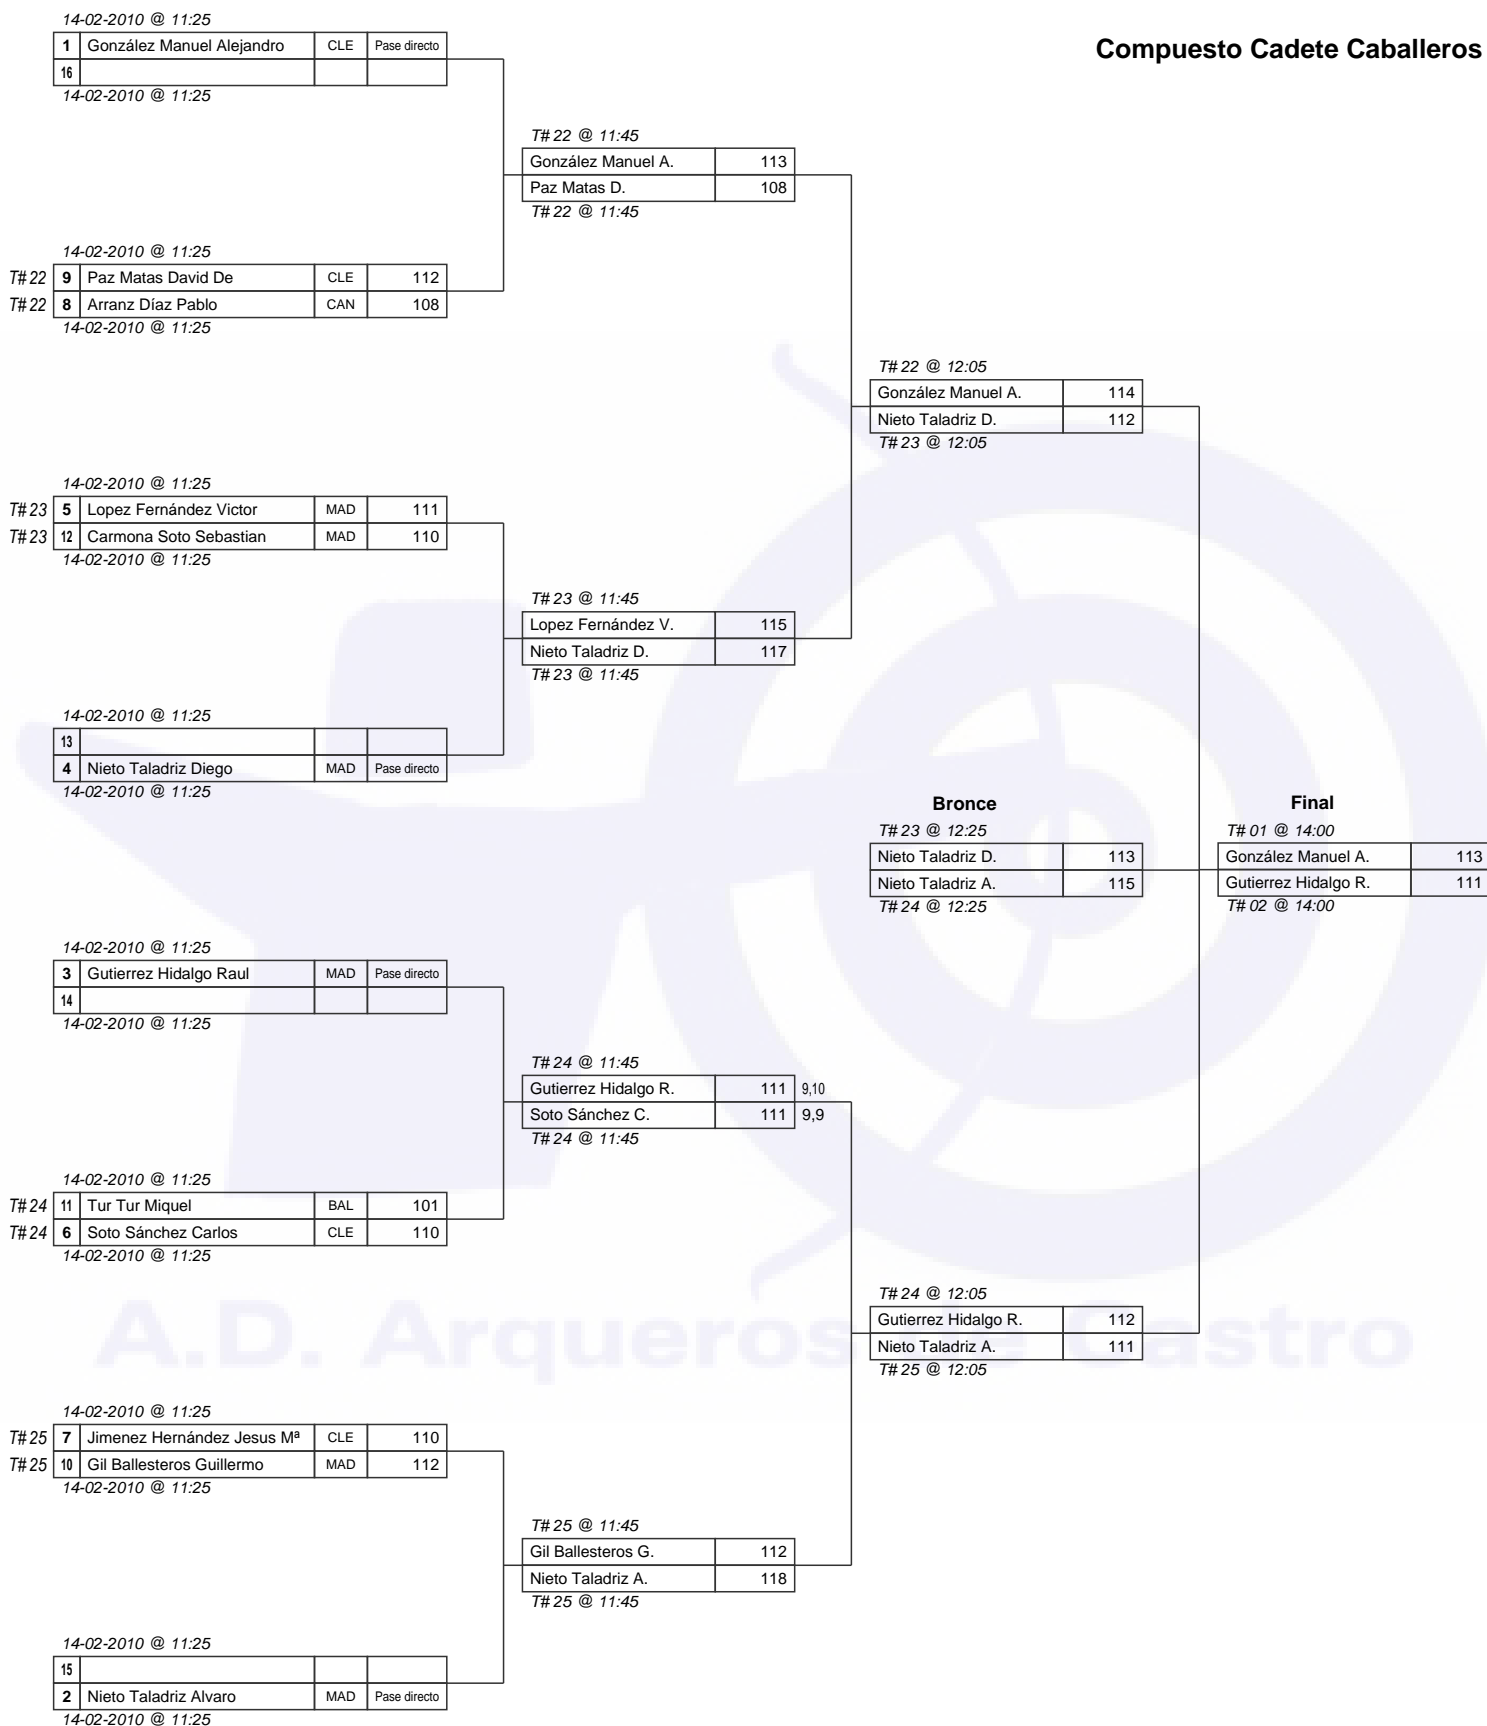 Compuesto Cadete Caballeros
14-02-2010 @ 11:25
1 González Manuel Alejandro CLE Pase directo
16
14-02-2010 @ 11:25
T# 22 @ 11:45
González Manuel A. 113
Paz Matas D. 108
T# 22 @ 11:45
14-02-2010 @ 11:25
T# 22 9 Paz Matas David De CLE 112
T# 22 8 Arranz Díaz Pablo CAN 108
14-02-2010 @ 11:25
T# 22 @ 12:05
González Manuel A. 114
Nieto Taladriz D. 112
T# 23 @ 12:05
14-02-2010 @ 11:25
T# 23 5 Lopez Fernández Victor MAD 111
T# 23 12 Carmona Soto Sebastian MAD 110
14-02-2010 @ 11:25
T# 23 @ 11:45
Lopez Fernández V. 115
Nieto Taladriz D. 117
T# 23 @ 11:45
14-02-2010 @ 11:25
13
4 Nieto Taladriz Diego MAD Pase directo
14-02-2010 @ 11:25
Bronce Final
T# 23 @ 12:25 T# 01 @ 14:00
Nieto Taladriz D. 113 González Manuel A. 113
Nieto Taladriz A. 115 Gutierrez Hidalgo R. 111
T# 24 @ 12:25 T# 02 @ 14:00
14-02-2010 @ 11:25
3 Gutierrez Hidalgo Raul MAD Pase directo
14
14-02-2010 @ 11:25
T# 24 @ 11:45
Gutierrez Hidalgo R. 111 9,10
Soto Sánchez C. 111 9,9
T# 24 @ 11:45
14-02-2010 @ 11:25
T# 24 11 Tur Tur Miquel BAL 101
T# 24 6 Soto Sánchez Carlos CLE 110
14-02-2010 @ 11:25
T# 24 @ 12:05
Gutierrez Hidalgo R. 112
Nieto Taladriz A. 111
T# 25 @ 12:05
A.D. Arqueros de Castro
14-02-2010 @ 11:25
T# 25 7 Jimenez Hernández Jesus Mª CLE 110
T# 25 10 Gil Ballesteros Guillermo MAD 112
14-02-2010 @ 11:25
T# 25 @ 11:45
Gil Ballesteros G. 112
Nieto Taladriz A. 118
T# 25 @ 11:45
14-02-2010 @ 11:25
15
2 Nieto Taladriz Alvaro MAD Pase directo
14-02-2010 @ 11:25